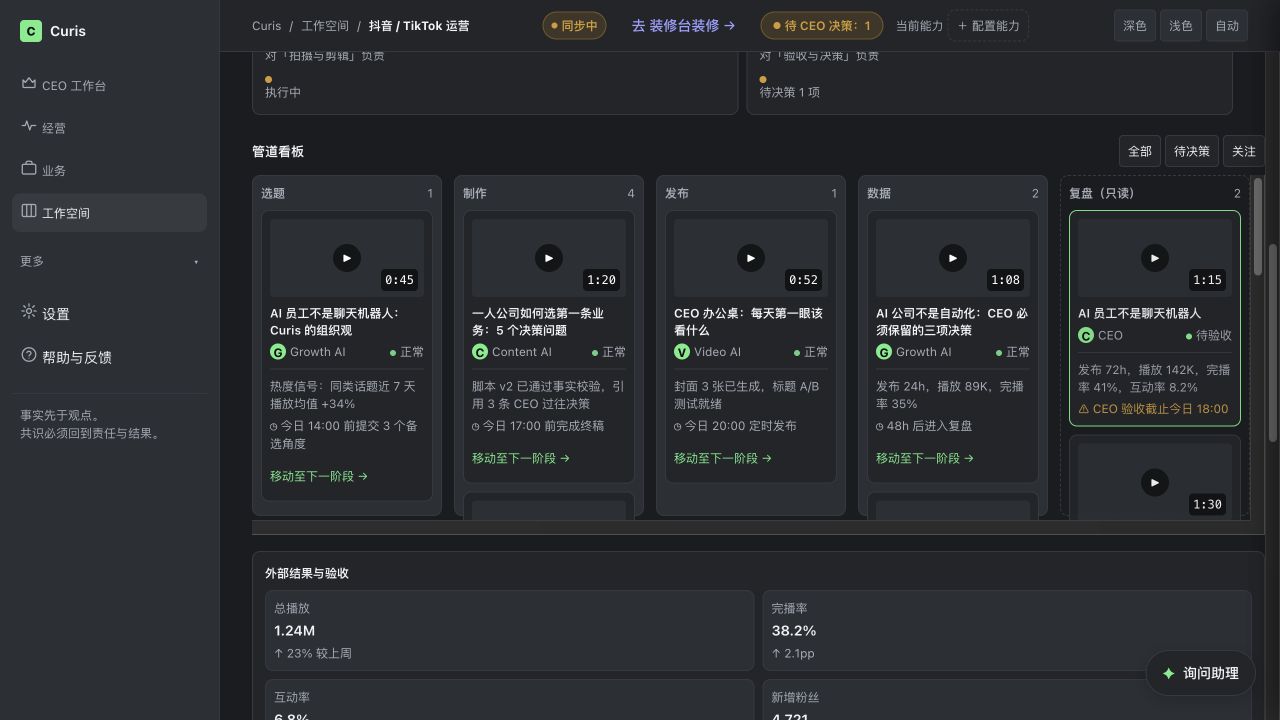 C Curis
CEO 工作台
经营
业务
工作空间
更多
设置
帮助与反馈
事实先于观点。
共识必须回到责任与结果。
Curis / 工作空间 / 抖音 / TikTok 运营
同步中
去 装修台装修 →
待 CEO 决策：1
当前能力
+ 配置能力
深色
浅色
自动
对「拍摄与剪辑」负责
执行中
对「验收与决策」负责
待决策 1 项
管道看板
全部
待决策
关注
选题 1
0:45
AI 员工不是聊天机器人：
Curis 的组织观
G Growth AI 正常
热度信号：同类话题近 7 天
播放均值 +34%
今日 14:00 前提交 3 个备
选角度
移动至下一阶段 →
制作 4
1:20
一人公司如何选第一条业
务：5 个决策问题
C Content AI 正常
脚本 v2 已通过事实校验，引
用 3 条 CEO 过往决策
今日 17:00 前完成终稿
移动至下一阶段 →
发布 1
0:52
CEO 办公桌：每天第一眼该
看什么
V Video AI 正常
封面 3 张已生成，标题 A/B
测试就绪
今日 20:00 定时发布
移动至下一阶段 →
数据 2
1:08
AI 公司不是自动化：CEO 必
须保留的三项决策
G Growth AI 正常
发布 24h，播放 89K，完播
率 35%
48h 后进入复盘
移动至下一阶段 →
复盘（只读） 2
1:15
AI 员工不是聊天机器人
C CEO 待验收
发布 72h，播放 142K，完播
率 41%，互动率 8.2%
⚠ CEO 验收截止今日 18:00
1:30
外部结果与验收
总播放
1.24M
↑ 23% 较上周
完播率
38.2%
↑ 2.1pp
互动率
6.8%
新增粉丝
4,721
询问助理